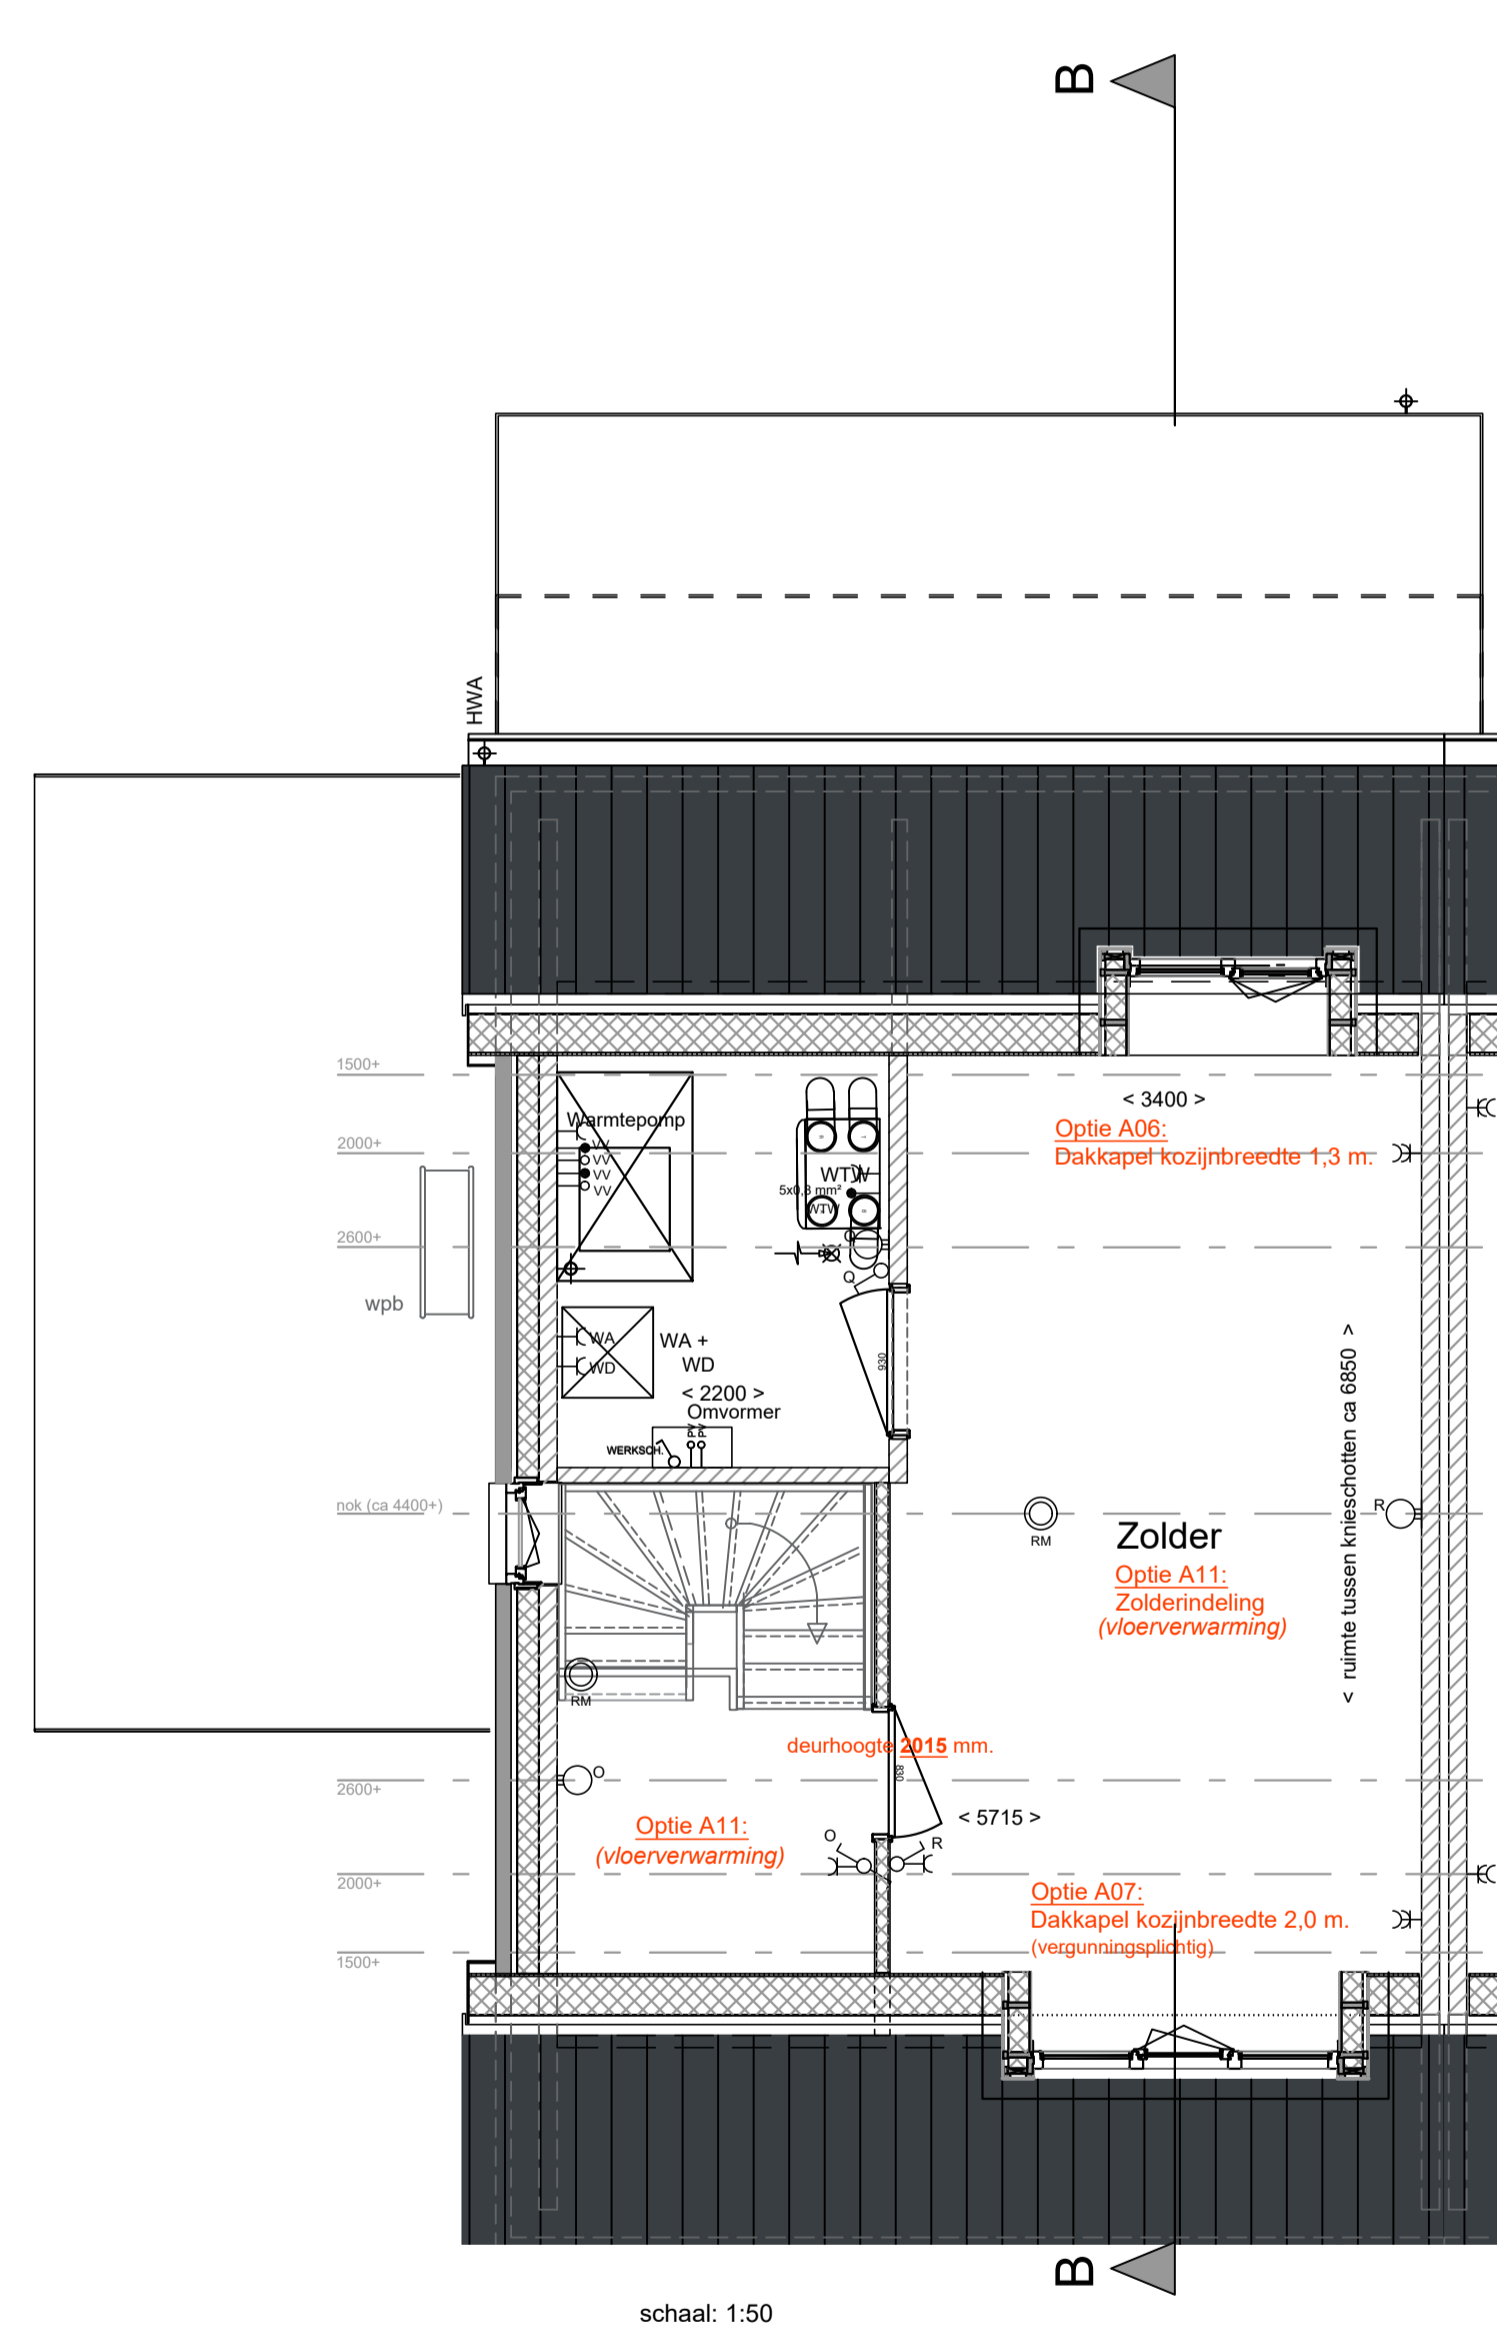 B
HWA
1500+
< 3400 >
Warmtepomp
Optie A06:
VV
2000+
Dakkapel kozijnbreedte 1,3 m.
VV
VV
WTW
VV
5x0,8 mm²
WTW
2600+
O
Q
wpb
WA
WA +
WD
WD
930
< 2200 >
Omvormer
PV
PV
WERKSCH.
< ruimte tussen knieschotten ca 6850 >
nok (ca 4400+)
R
RM
Zolder
Optie A11:
Zolderindeling
(vloerverwarming)
RM
deurhoogte 2015 mm.
830
O
2600+
< 5715 >
Optie A11:
(vloerverwarming)
O
R
2000+
Optie A07:
Dakkapel kozijnbreedte 2,0 m.
(vergunningsplichtig)
1500+
B
schaal: 1:50